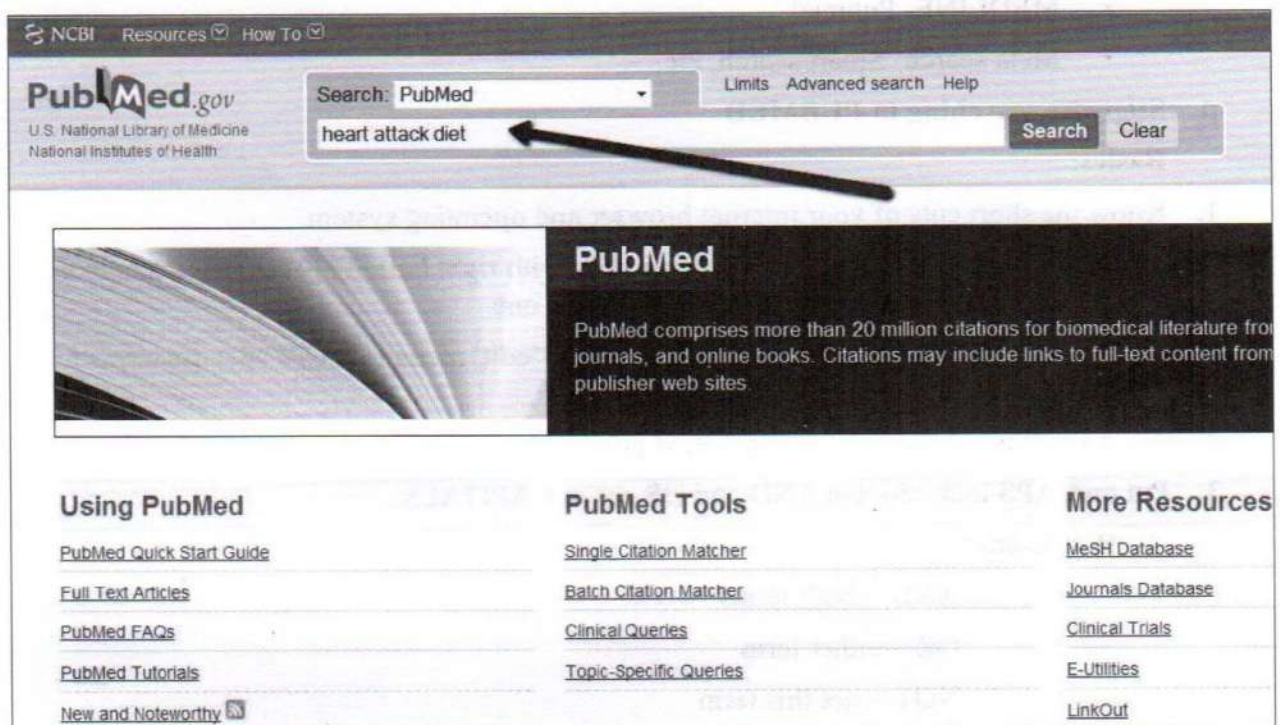 NCBI Resources How To
PubMed.gov
U.S. National Library of Medicine
National Institutes of Health
Search: PubMed
Limits Advanced search Help
heart attack diet
Search Clear
PubMed
PubMed comprises more than 20 million citations for biomedical literature from
journals, and online books. Citations may include links to full-text content from
publisher web sites.
Using PubMed
PubMed Quick Start Guide
Full Text Articles
PubMed FAQs
PubMed Tutorials
New and Noteworthy
PubMed Tools
Single Citation Matcher
Batch Citation Matcher
Clinical Queries
Topic-Specific Queries
More Resources
MeSH Database
Journals Database
Clinical Trials
E-Utilities
LinkOut